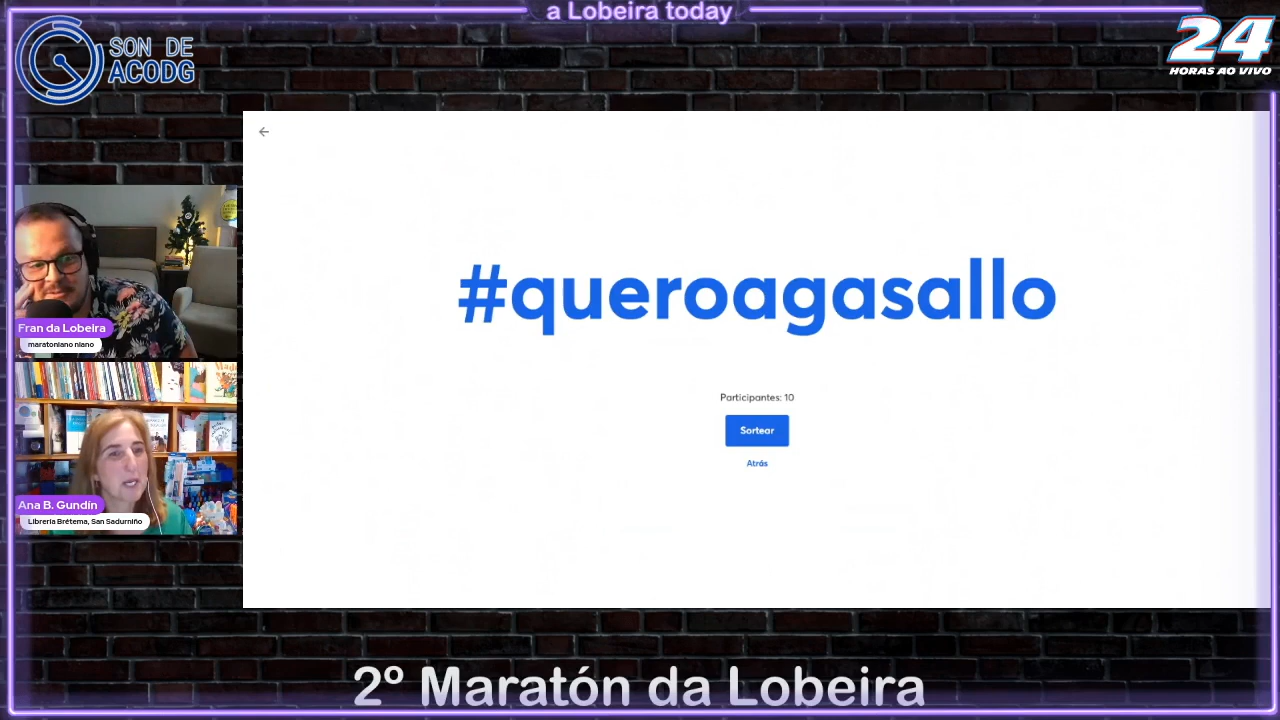 a Lobeira today
SON DE
ACODG
24
HORAS AO VIVO
#queroagasallo
Participantes: 10
Sortear
Atrás
Fran da Lobeira
maratoniano niano
Ana B. Gundín
Librería Brétema, San Sadurniño
2º Maratón da Lobeira